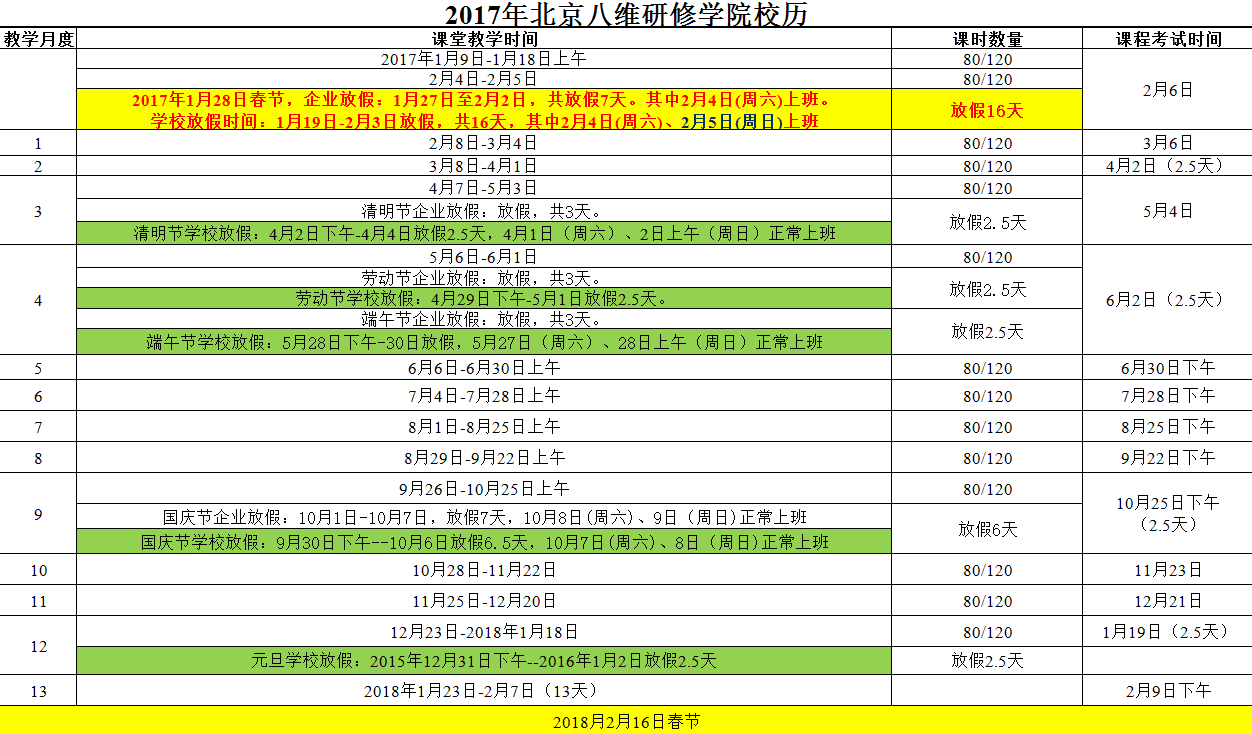 2017年北京八维研修学院校历
教学月度 课堂教学时间 课时数量 课程考试时间
2017年1月9日-1月18日上午 80/120
2月4日-2月5日 80/120
2月6日
2017年1月28日春节，企业放假：1月27日至2月2日，共放假7天。其中2月4日(周六)上班。
学校放假时间：1月19日-2月3日放假，共16天，其中2月4日(周六)、2月5日(周日)上班
放假16天
1 2月8日-3月4日 80/120 3月6日
2 3月8日-4月1日 80/120 4月2日（2.5天）
3 4月7日-5月3日 80/120 5月4日
清明节企业放假：放假，共3天。
清明节学校放假：4月2日下午-4月4日放假2.5天，4月1日（周六）、2日上午（周日）正常上班
放假2.5天
4 5月6日-6月1日 80/120 6月2日（2.5天）
劳动节企业放假：放假，共3天。
劳动节学校放假：4月29日下午-5月1日放假2.5天。
放假2.5天
端午节企业放假：放假，共3天。
端午节学校放假：5月28日下午-30日放假，5月27日（周六）、28日上午（周日）正常上班
放假2.5天
5 6月6日-6月30日上午 80/120 6月30日下午
6 7月4日-7月28日上午 80/120 7月28日下午
7 8月1日-8月25日上午 80/120 8月25日下午
8 8月29日-9月22日上午 80/120 9月22日下午
9 9月26日-10月25日上午 80/120 10月25日下午
（2.5天）
国庆节企业放假：10月1日-10月7日，放假7天，10月8日(周六)、9日（周日)正常上班
国庆节学校放假：9月30日下午--10月6日放假6.5天，10月7日(周六)、8日（周日)正常上班
放假6天
10 10月28日-11月22日 80/120 11月23日
11 11月25日-12月20日 80/120 12月21日
12 12月23日-2018年1月18日 80/120 1月19日（2.5天）
元旦学校放假：2015年12月31日下午--2016年1月2日放假2.5天 放假2.5天
13 2018年1月23日-2月7日（13天） 2月9日下午
2018月2月16日春节